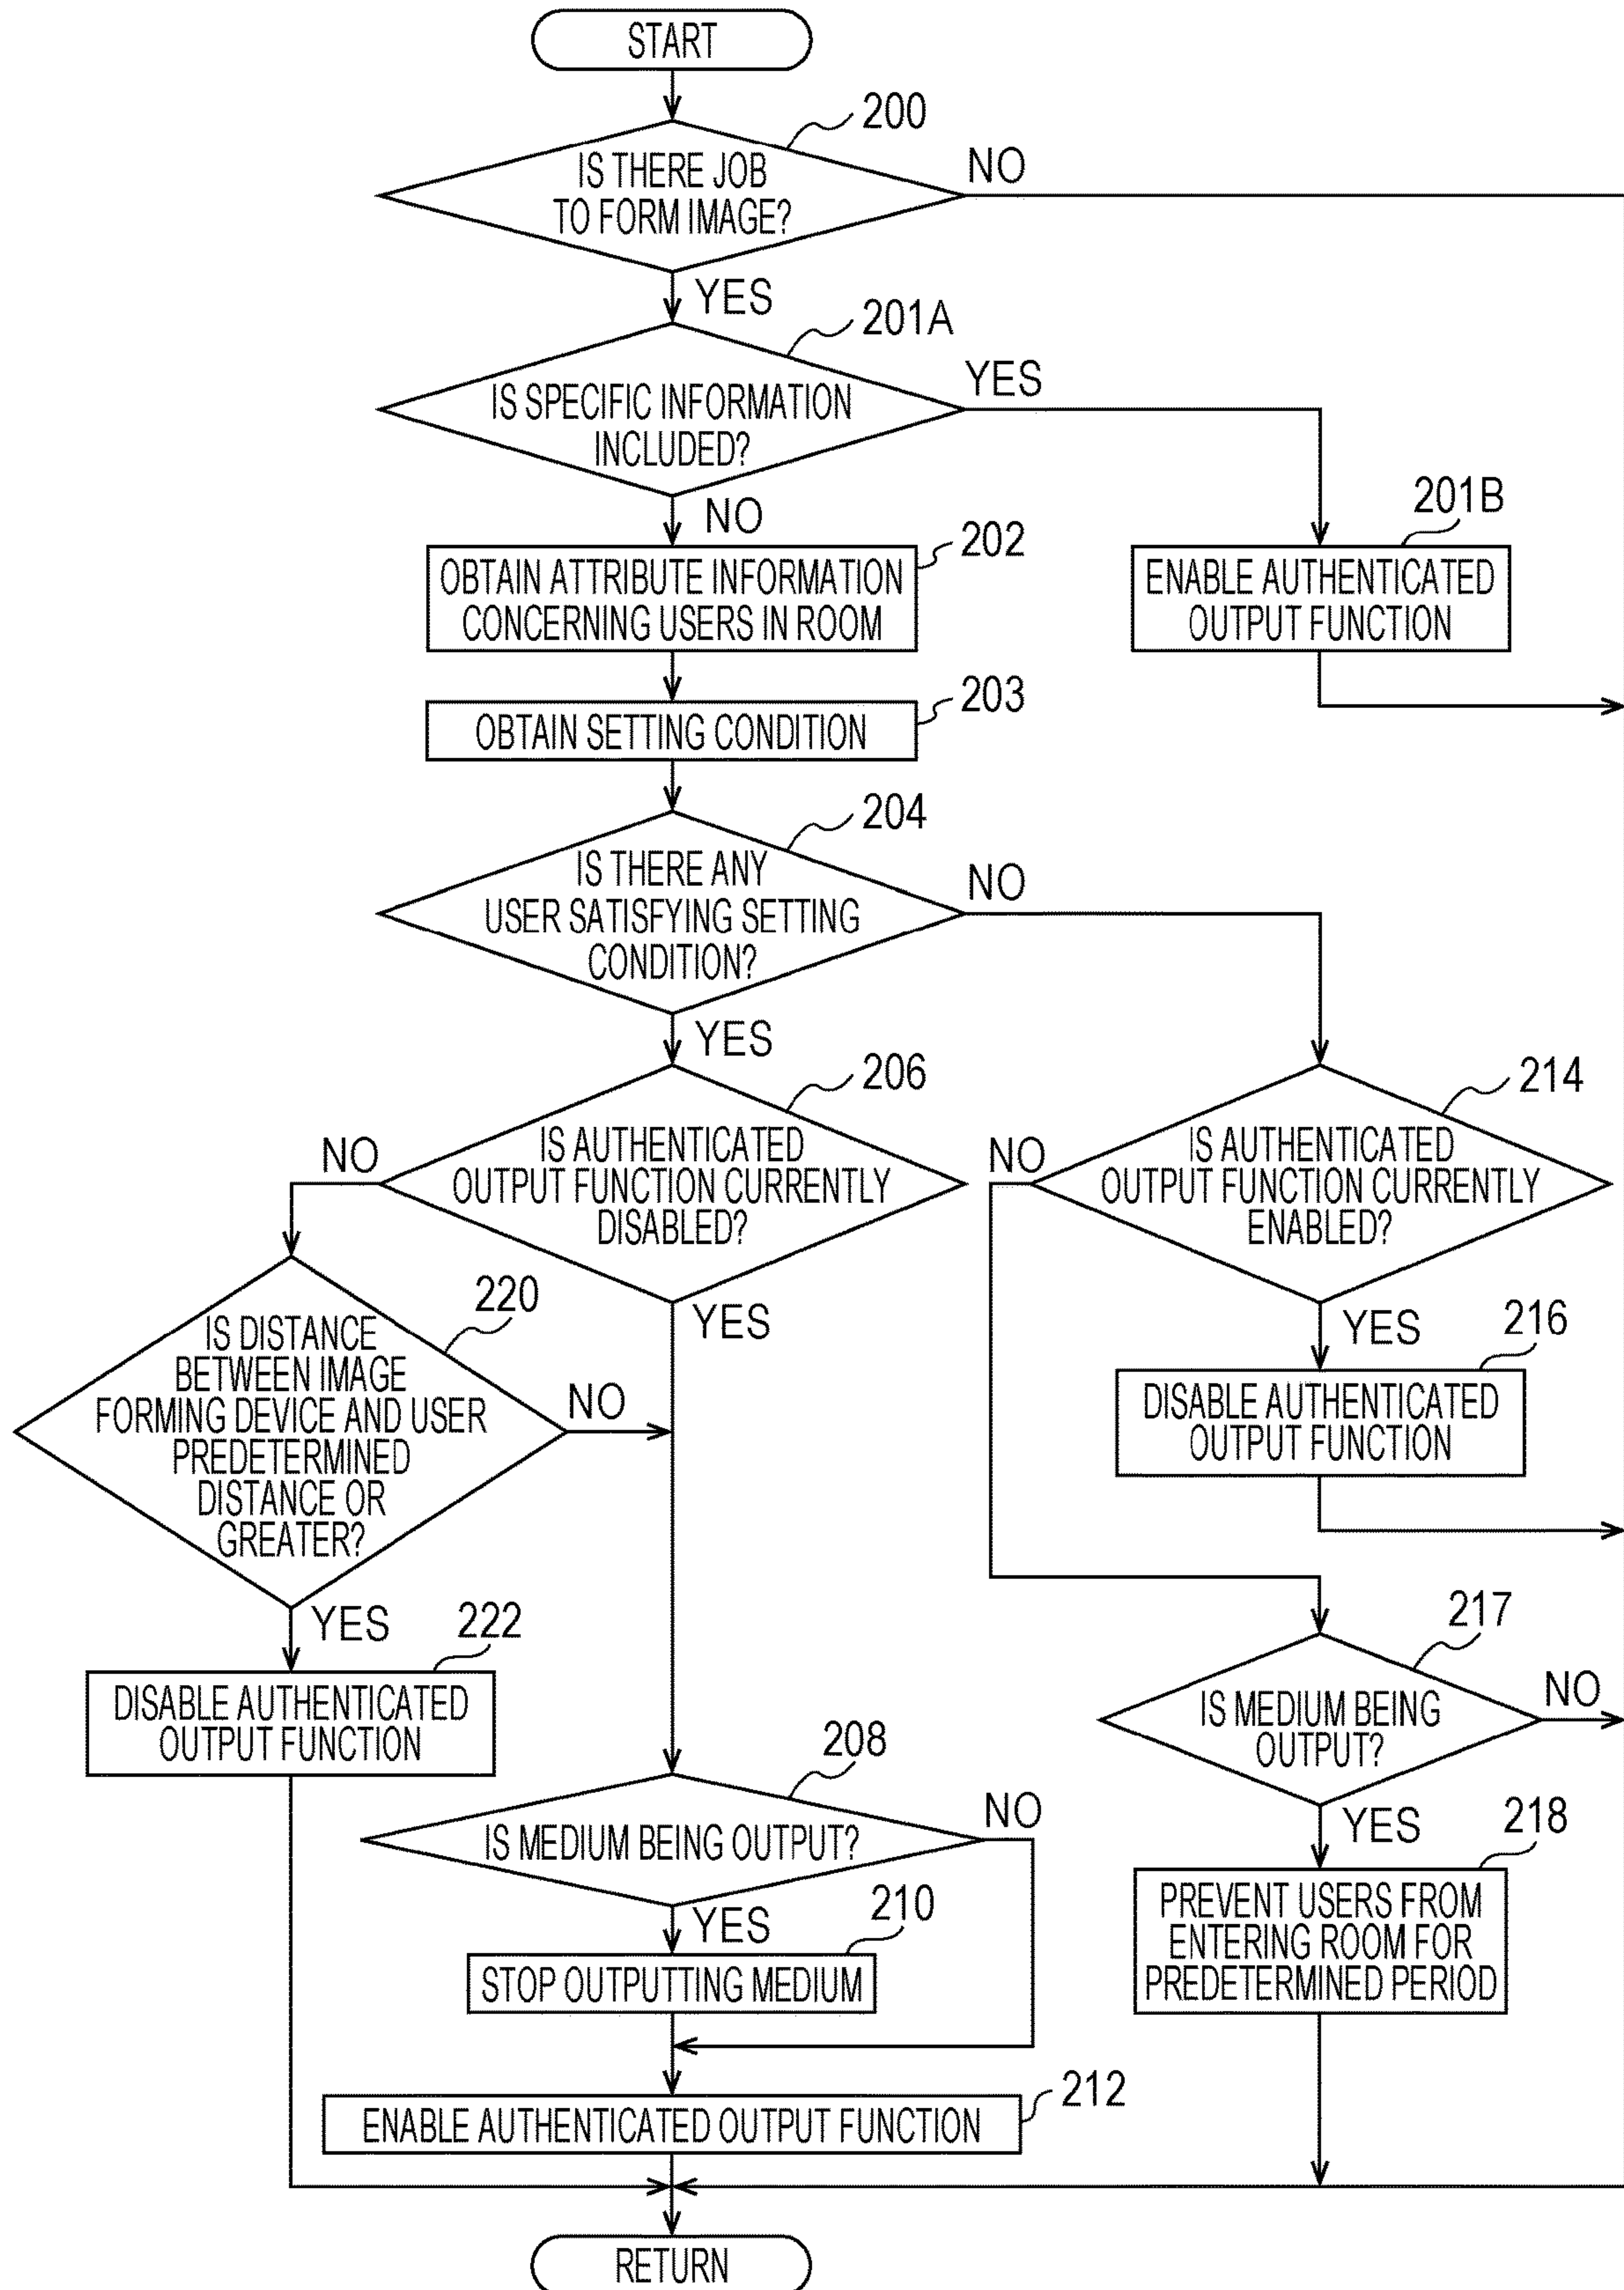 START
200
IS THERE JOB
TO FORM IMAGE?
NO
YES
201A
IS SPECIFIC INFORMATION
INCLUDED?
YES
NO
201B
ENABLE AUTHENTICATED
OUTPUT FUNCTION
202
OBTAIN ATTRIBUTE INFORMATION
CONCERNING USERS IN ROOM
203
OBTAIN SETTING CONDITION
204
IS THERE ANY
USER SATISFYING SETTING
CONDITION?
NO
YES
206
IS AUTHENTICATED
OUTPUT FUNCTION CURRENTLY
DISABLED?
NO
YES
214
IS AUTHENTICATED
OUTPUT FUNCTION CURRENTLY
ENABLED?
NO
YES
216
DISABLE AUTHENTICATED
OUTPUT FUNCTION
220
IS DISTANCE
BETWEEN IMAGE
FORMING DEVICE AND USER
PREDETERMINED
DISTANCE OR
GREATER?
NO
YES
222
DISABLE AUTHENTICATED
OUTPUT FUNCTION
217
IS MEDIUM BEING
OUTPUT?
NO
YES
218
PREVENT USERS FROM
ENTERING ROOM FOR
PREDETERMINED PERIOD
208
IS MEDIUM BEING OUTPUT?
NO
YES
210
STOP OUTPUTTING MEDIUM
212
ENABLE AUTHENTICATED OUTPUT FUNCTION
RETURN